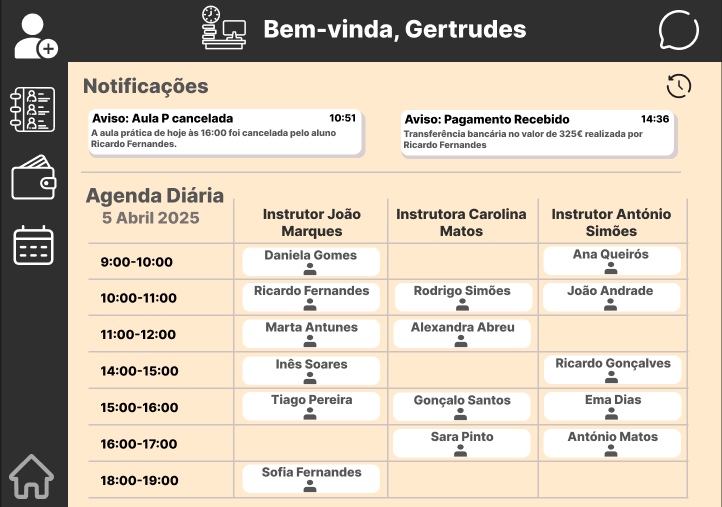 Bem-vinda, Gertrudes
Notificações
Aviso: Aula P cancelada 10:51
A aula prática de hoje às 16:00 foi cancelada pelo aluno
Ricardo Fernandes.
Aviso: Pagamento Recebido 14:36
Transferência bancária no valor de 325€ realizada por
Ricardo Fernandes
Agenda Diária
5 Abril 2025
Instrutor João
Marques
Instrutora Carolina
Matos
Instrutor António
Simões
9:00-10:00 Daniela Gomes Ana Queirós
10:00-11:00 Ricardo Fernandes Rodrigo Simões João Andrade
11:00-12:00 Marta Antunes Alexandra Abreu
14:00-15:00 Inês Soares Ricardo Gonçalves
15:00-16:00 Tiago Pereira Gonçalo Santos Ema Dias
16:00-17:00 Sara Pinto António Matos
18:00-19:00 Sofia Fernandes